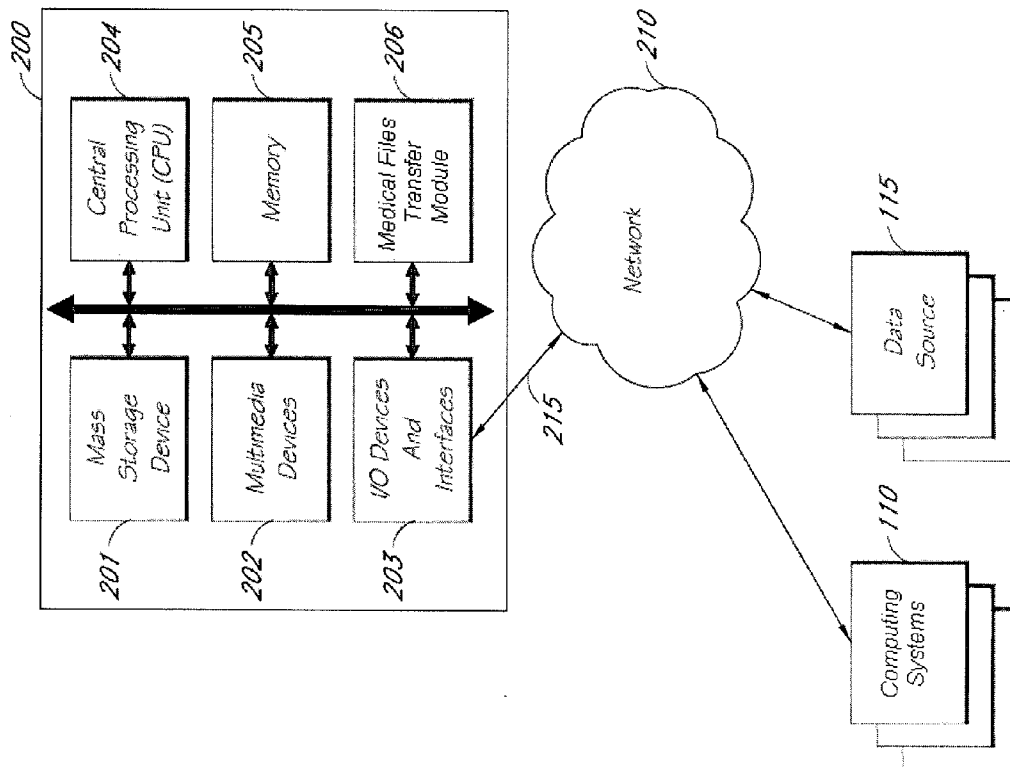 200
Mass
Storage
Device
201
Central
Processing
Unit (CPU)
204
Multimedia
Devices
202
Memory
205
I/O Devices
And
Interfaces
203
Medical Files
Transfer
Module
206
215
Network
210
Computing
Systems
110
Data
Source
115